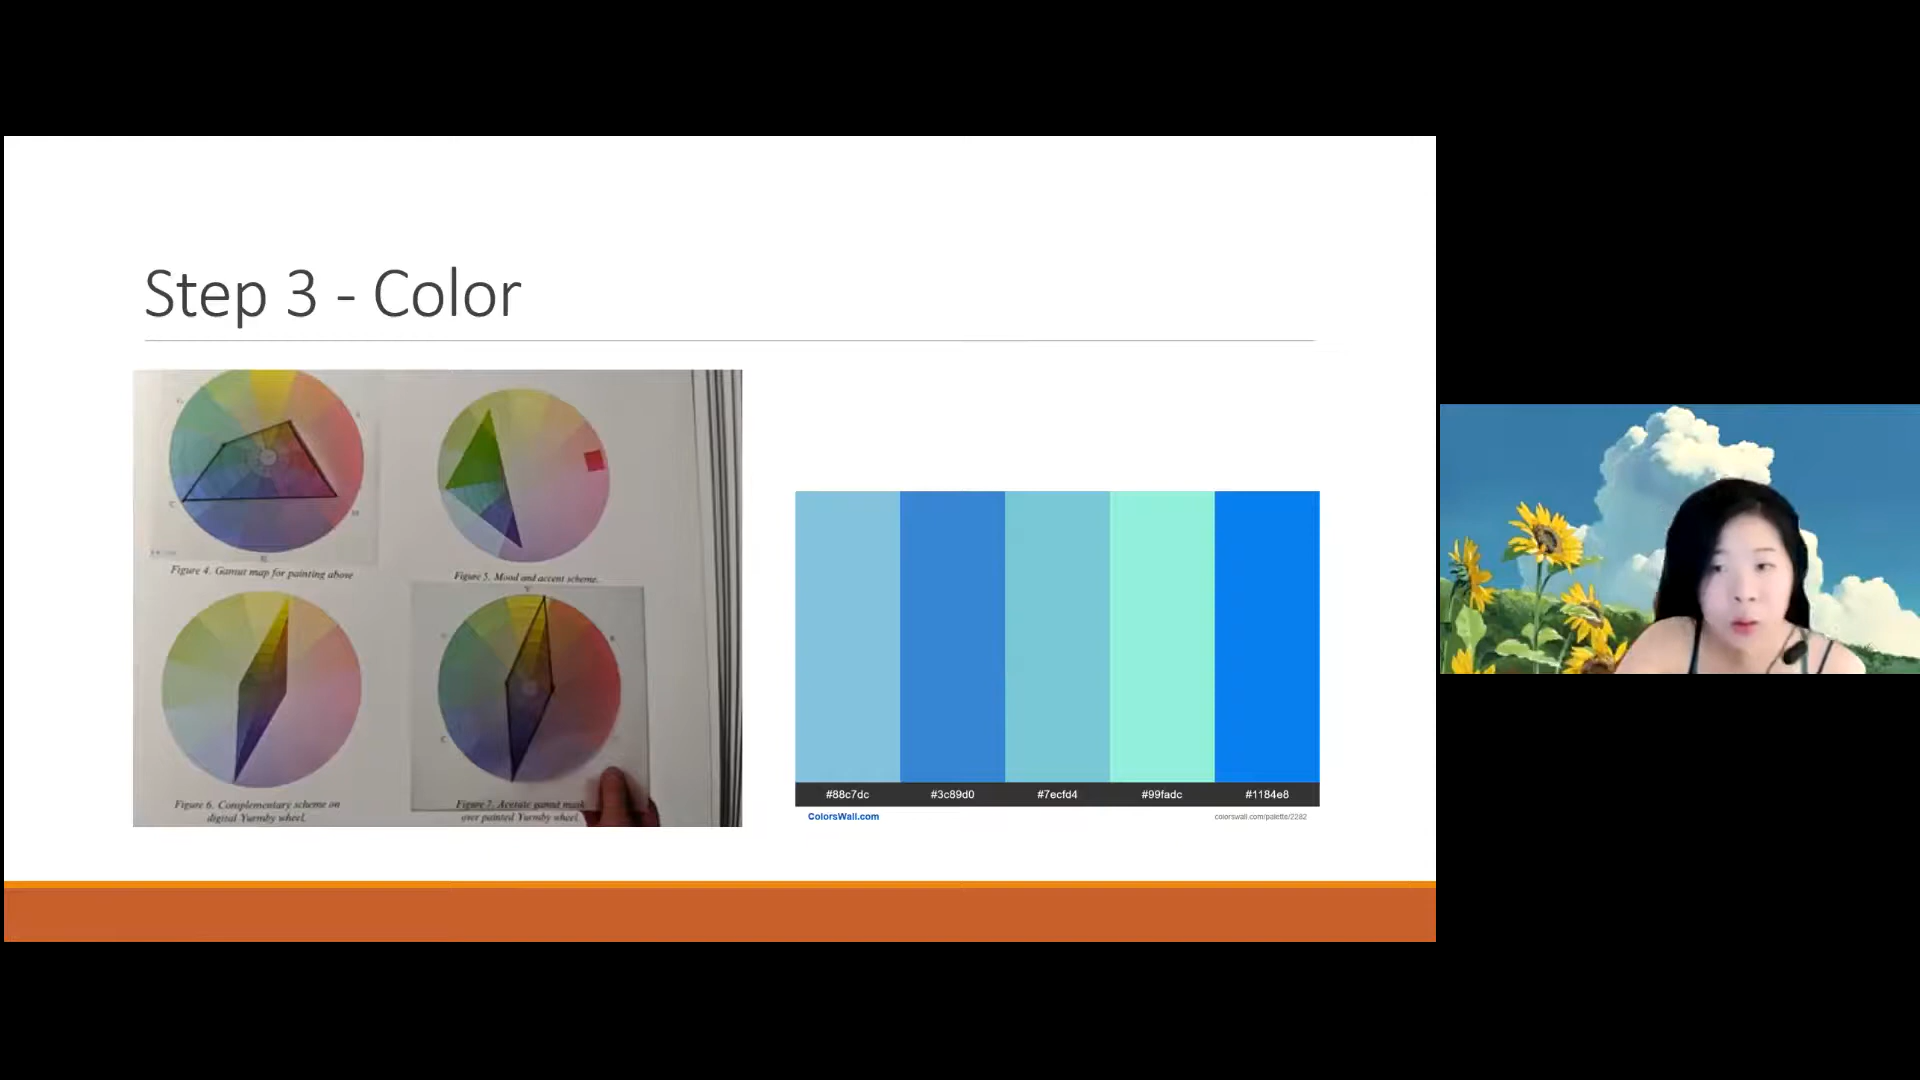 Step 3 - Color
Figure 4. Gamut map for painting above
Figure 5. Mood and accent scheme.
Figure 6. Complementary scheme on
digital Yurmby wheel.
Figure 7. Acetate gamut mask
over painted Yurmby wheel.
#88c7dc #3c89d0 #7ecfd4 #99fadc #1184e8
ColorsWall.com colorswall.com/palette/2282